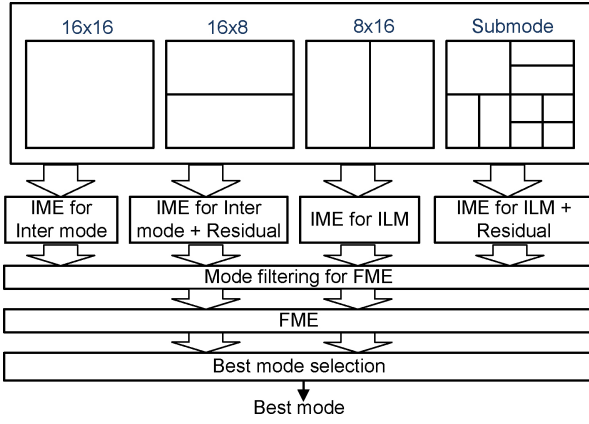 16x16 16x8 8x16 Submode
IME for Inter mode
IME for Inter mode + Residual
IME for ILM
IME for ILM + Residual
Mode filtering for FME
FME
Best mode selection
Best mode